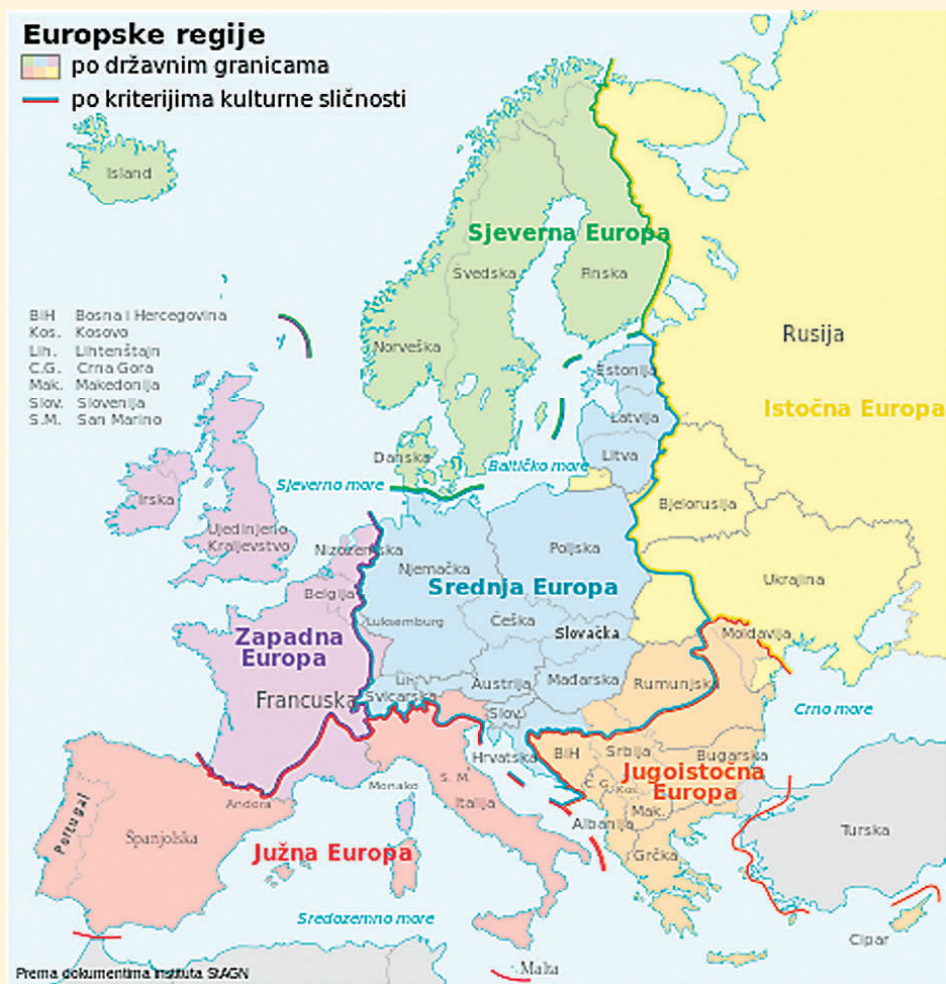 Europske regije
po državnim granicama
po kriterijima kulturne sličnosti
Island
Sjeverna Europa
Švedska
Finska
BiH Bosna i Hercegovina
Kos. Kosovo
Lih. Lihtenštajn
C.G. Crna Gora
Mak. Makedonija
Slov. Slovenija
S.M. San Marino
Norveška
Rusija
Estonija
Istočna Europa
Latvija
Danska
Baltičko more
Litva
Sjeverno more
Irska
Bjelorusija
Ujedinjeno
Kraljevstvo
Nizozemska
Njemačka
Poljska
Ukrajina
Belgija
Srednja Europa
Luksemburg
Češka
Slovačka
Moldavija
Zapadna
Europa
Francuska
Švicarska
Austrija
Mađarska
Rumunjska
Slov.
Crno more
Hrvatska
BiH
Srbija
Bugarska
S. M.
Jugoistočna
Europa
Monako
Andora
Italija
C.G.
Kos.
Mak.
Portugal
Španjolska
Albanija
Turska
Južna Europa
Grčka
Sredozemno more
Cipar
Malta
Prema dokumentima instituta StAGN